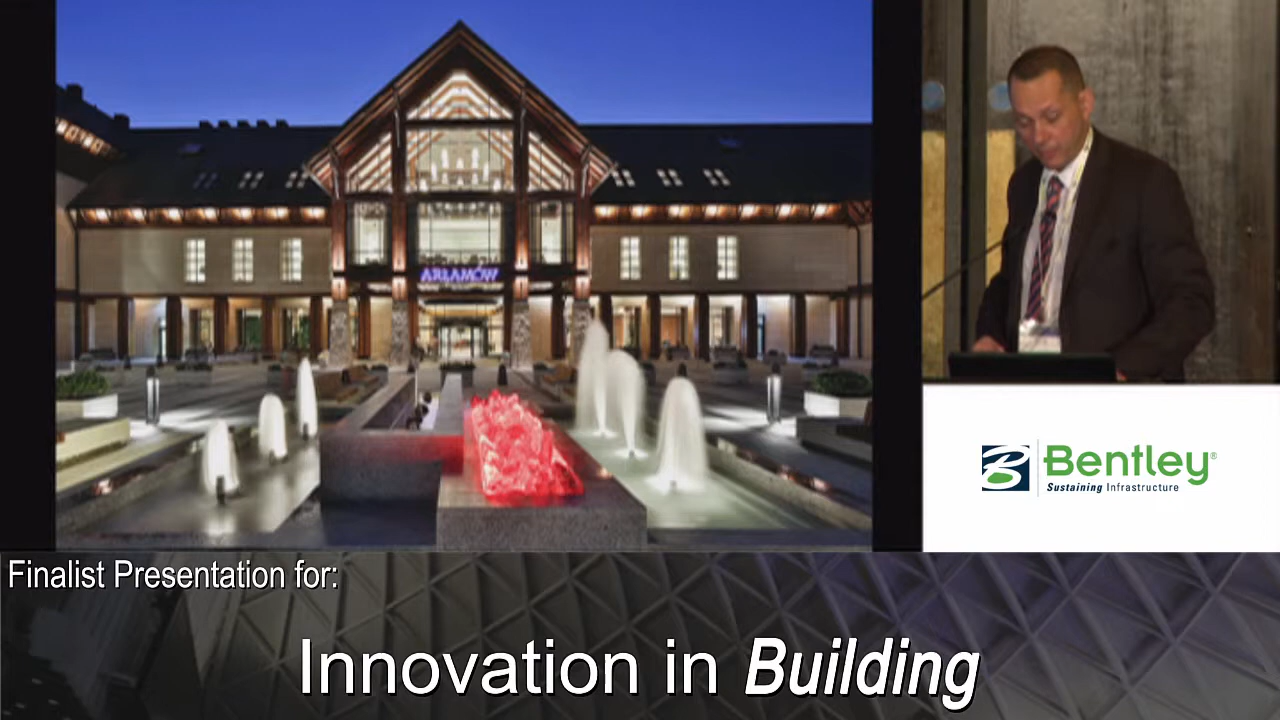 ARŁAMÓW
Bentley®
Sustaining Infrastructure
Finalist Presentation for:
Innovation in Building